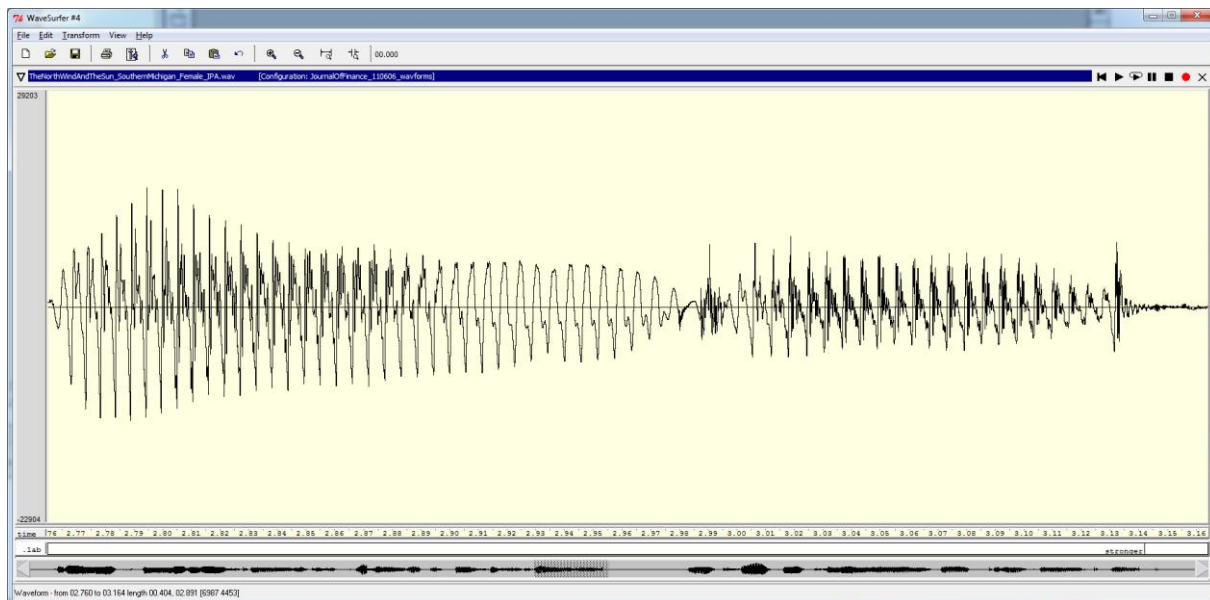 WaveSurfer #4
File Edit Transform View Help
00.000
TheNorthWindAndTheSun_SouthernMichigan_Female_IPA.wav [Configuration: JournalOfFinance_110606_wavforms]
29203
-22904
time 76 2.77 2.78 2.79 2.80 2.81 2.82 2.83 2.84 2.85 2.86 2.87 2.88 2.89 2.90 2.91 2.92 2.93 2.94 2.95 2.96 2.97 2.98 2.99 3.00 3.01 3.02 3.03 3.04 3.05 3.06 3.07 3.08 3.09 3.10 3.11 3.12 3.13 3.14 3.15 3.16
.lab stronger
Waveform - from 02.760 to 03.164 length 00.404, 02.891 [6987 4453]